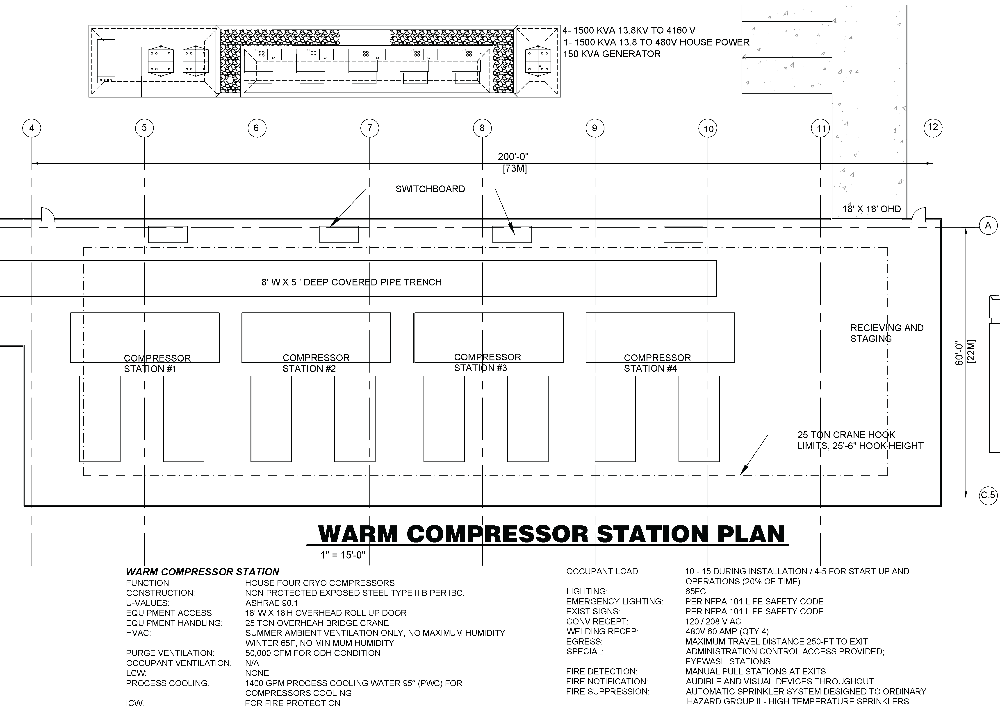 4- 1500 KVA 13.8KV TO 4160 V
1- 1500 KVA 13.8 TO 480V HOUSE POWER
150 KVA GENERATOR
4
5
6
7
8
9
10
11
12
200'-0"
[73M]
SWITCHBOARD
18' X 18' OHD
A
8' W X 5 ' DEEP COVERED PIPE TRENCH
RECIEVING AND
STAGING
60'-0"
[22M]
COMPRESSOR
STATION #1
COMPRESSOR
STATION #2
COMPRESSOR
STATION #3
COMPRESSOR
STATION #4
25 TON CRANE HOOK
LIMITS, 25'-6" HOOK HEIGHT
C.5
WARM COMPRESSOR STATION PLAN
1" = 15'-0"
WARM COMPRESSOR STATION
FUNCTION: HOUSE FOUR CRYO COMPRESSORS
CONSTRUCTION: NON PROTECTED EXPOSED STEEL TYPE II B PER IBC.
U-VALUES: ASHRAE 90.1
EQUIPMENT ACCESS: 18' W X 18'H OVERHEAD ROLL UP DOOR
EQUIPMENT HANDLING: 25 TON OVERHEAH BRIDGE CRANE
HVAC: SUMMER AMBIENT VENTILATION ONLY, NO MAXIMUM HUMIDITY
WINTER 65F, NO MINIMUM HUMIDITY
PURGE VENTILATION: 50,000 CFM FOR ODH CONDITION
OCCUPANT VENTILATION: N/A
LCW: NONE
PROCESS COOLING: 1400 GPM PROCESS COOLING WATER 95° (PWC) FOR
COMPRESSORS COOLING
ICW: FOR FIRE PROTECTION
OCCUPANT LOAD: 10 - 15 DURING INSTALLATION / 4-5 FOR START UP AND
OPERATIONS (20% OF TIME)
LIGHTING: 65FC
EMERGENCY LIGHTING: PER NFPA 101 LIFE SAFETY CODE
EXIST SIGNS: PER NFPA 101 LIFE SAFETY CODE
CONV RECEPT: 120 / 208 V AC
WELDING RECEP: 480V 60 AMP (QTY 4)
EGRESS: MAXIMUM TRAVEL DISTANCE 250-FT TO EXIT
SPECIAL: ADMINISTRATION CONTROL ACCESS PROVIDED;
EYEWASH STATIONS
FIRE DETECTION: MANUAL PULL STATIONS AT EXITS
FIRE NOTIFICATION: AUDIBLE AND VISUAL DEVICES THROUGHOUT
FIRE SUPPRESSION: AUTOMATIC SPRINKLER SYSTEM DESIGNED TO ORDINARY
HAZARD GROUP II - HIGH TEMPERATURE SPRINKLERS